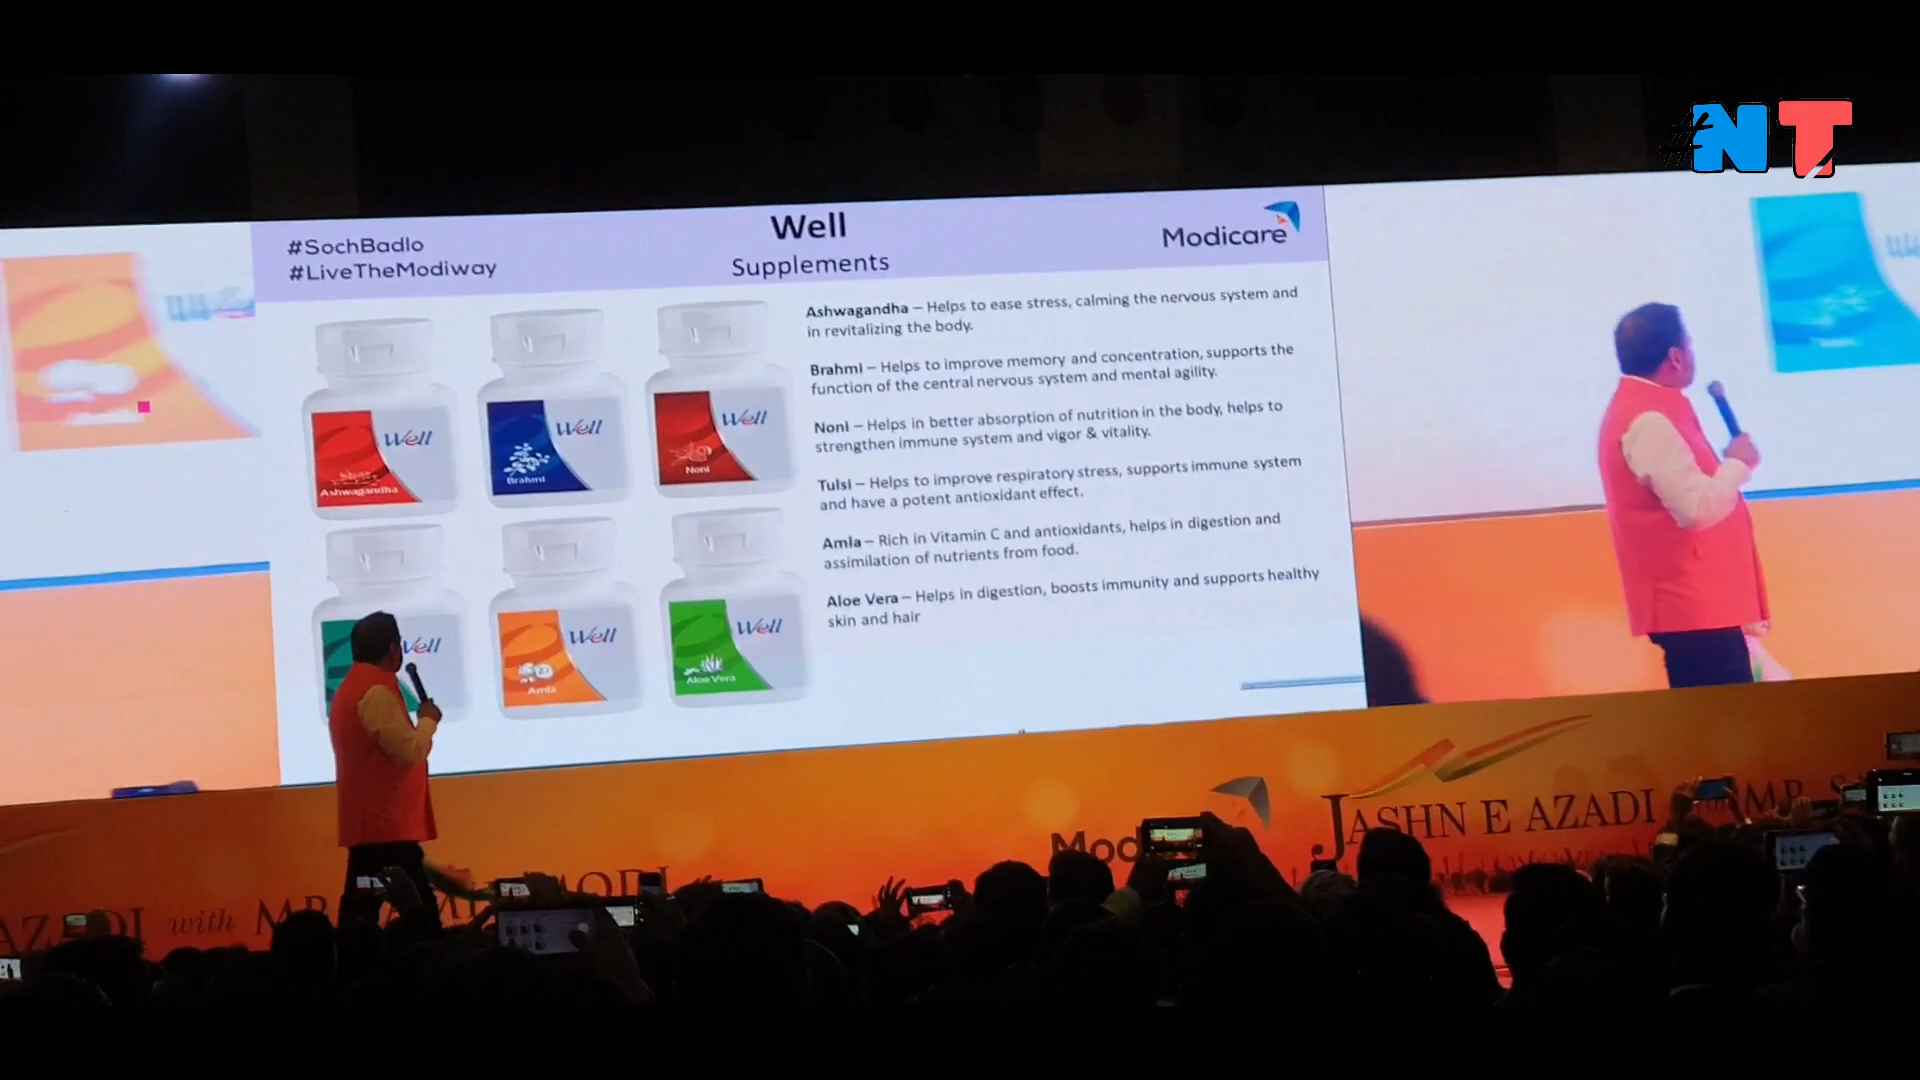 #NT
#SochBadlo
#LiveTheModiway
Well
Supplements
Modicare
Ashwagandha – Helps to ease stress, calming the nervous system and
in revitalizing the body.
Brahmi – Helps to improve memory and concentration, supports the
function of the central nervous system and mental agility.
Noni – Helps in better absorption of nutrition in the body, helps to
strengthen immune system and vigor & vitality.
Tulsi – Helps to improve respiratory stress, supports immune system
and have a potent antioxidant effect.
Amla – Rich in Vitamin C and antioxidants, helps in digestion and
assimilation of nutrients from food.
Aloe Vera – Helps in digestion, boosts immunity and supports healthy
skin and hair
Well
Ashwagandha
Well
Brahmi
Well
Noni
Well
Well
Amla
Well
Aloe Vera
JASHN E AZADI
MR. S
AZADI with MR